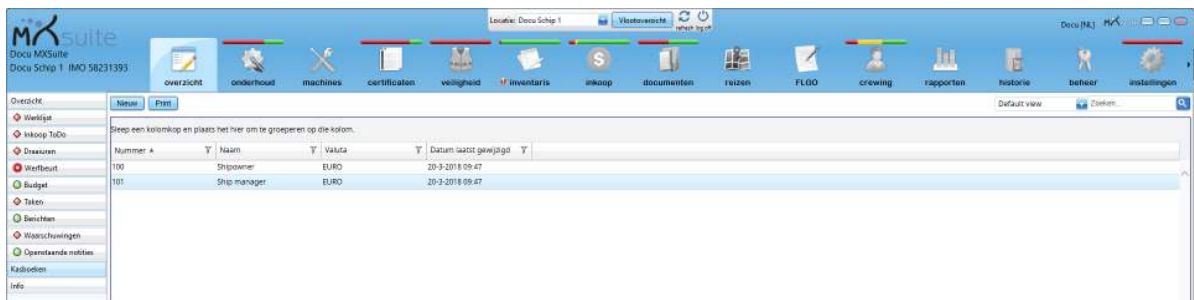 Locatie: Docu Schip 1 Vlootoverzicht refresh log off Docu [NL] MX
MXSuite
Docu MXSuite
Docu Schip 1 IMO 58231393
overzicht onderhoud machines certificaten veiligheid inventaris inkoop documenten reizen FLGO crewing rapporten historie beheer instellingen
Overzicht Nieuw Print Default view Zoeken...
Werklijst
Inkoop ToDo Sleep een kolomkop en plaats het hier om te groeperen op die kolom.
Draaiuren Nummer Naam Valuta Datum laatst gewijzigd
Werfbeurt 100 Shipowner EURO 20-3-2018 09:47
Budget 101 Ship manager EURO 20-3-2018 09:47
Taken
Berichten
Waarschuwingen
Openstaande notities
Kasboeken
Info